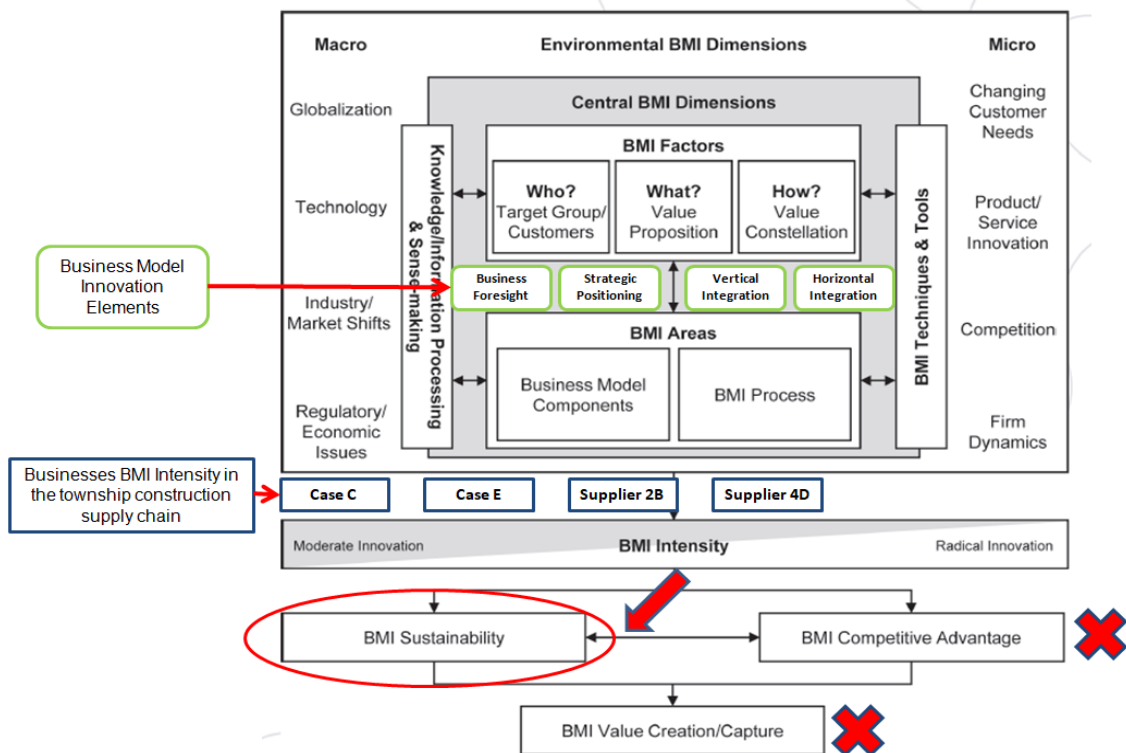 Macro
Environmental BMI Dimensions
Micro
Globalization
Technology
Industry/
Market Shifts
Regulatory/
Economic
Issues
Changing
Customer
Needs
Product/
Service
Innovation
Competition
Firm
Dynamics
Central BMI Dimensions
Knowledge/Information Processing
& Sense-making
BMI Techniques & Tools
BMI Factors
Who?
Target Group/
Customers
What?
Value
Proposition
How?
Value
Constellation
Business Model
Innovation
Elements
Business
Foresight
Strategic
Positioning
Vertical
Integration
Horizontal
Integration
BMI Areas
Business Model
Components
BMI Process
Businesses BMI Intensity in
the township construction
supply chain
Case C
Case E
Supplier 2B
Supplier 4D
Moderate Innovation
BMI Intensity
Radical Innovation
BMI Sustainability
BMI Competitive Advantage
BMI Value Creation/Capture